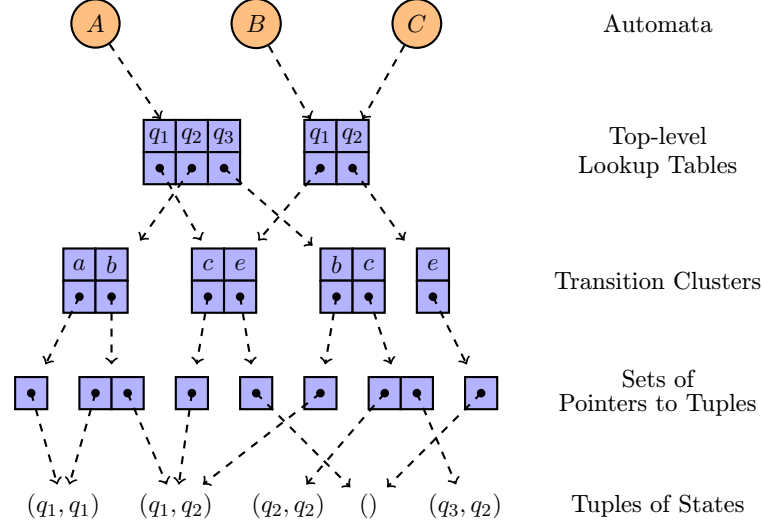 A B C Automata
q₁ q₂ q₃ q₁ q₂ Top-level
Lookup Tables
a b c e b c e Transition Clusters
Sets of
Pointers to Tuples
(q₁, q₁) (q₁, q₂) (q₂, q₂) () (q₃, q₂) Tuples of States